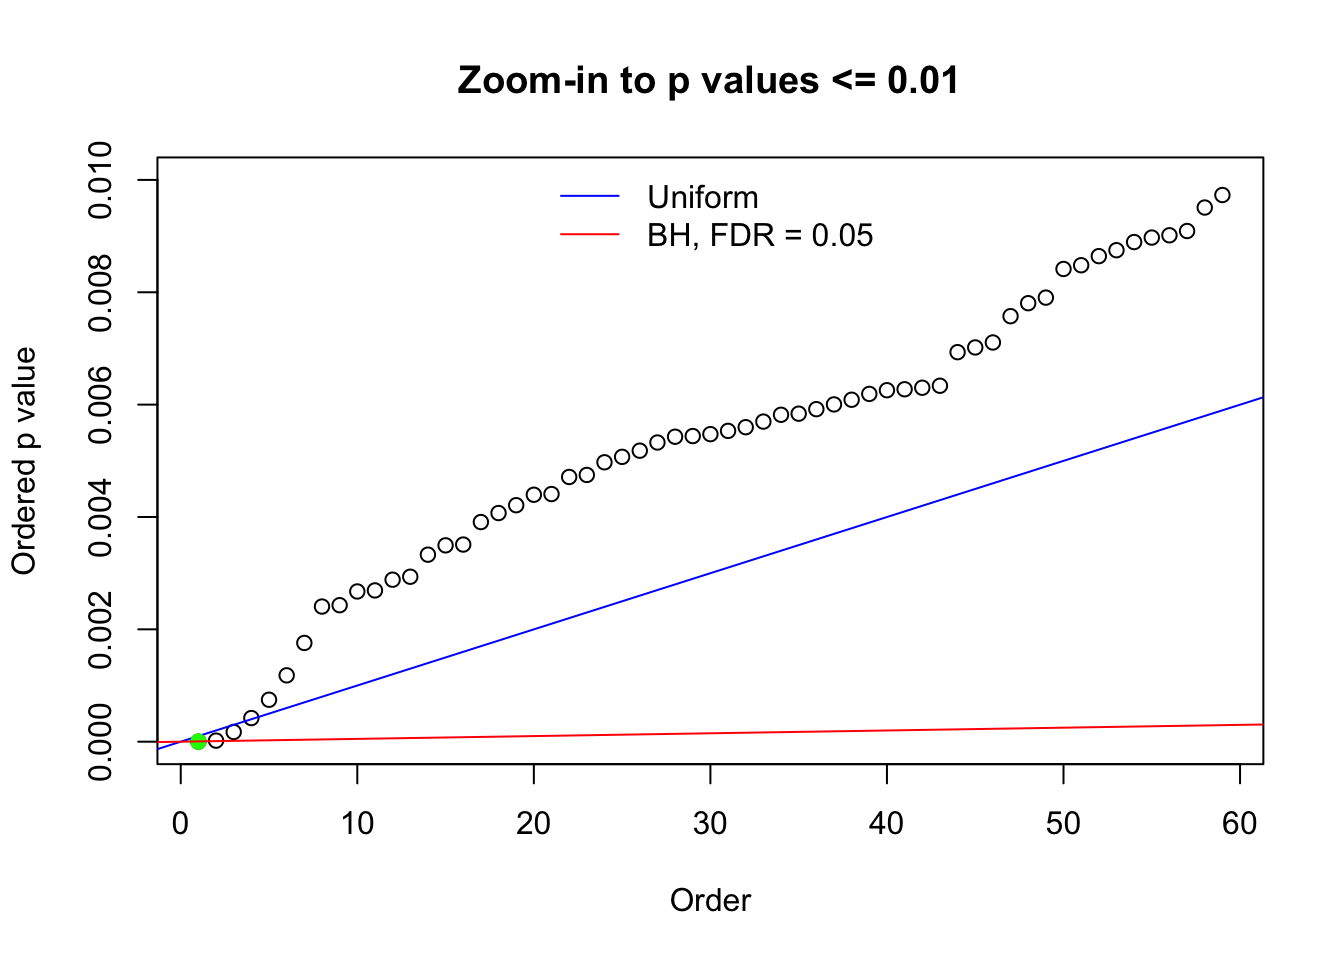 Zoom-in to p values <= 0.01
Uniform
BH, FDR = 0.05
Ordered p value
0.010
0.008
0.006
0.004
0.002
0.000
0 10 20 30 40 50 60
Order